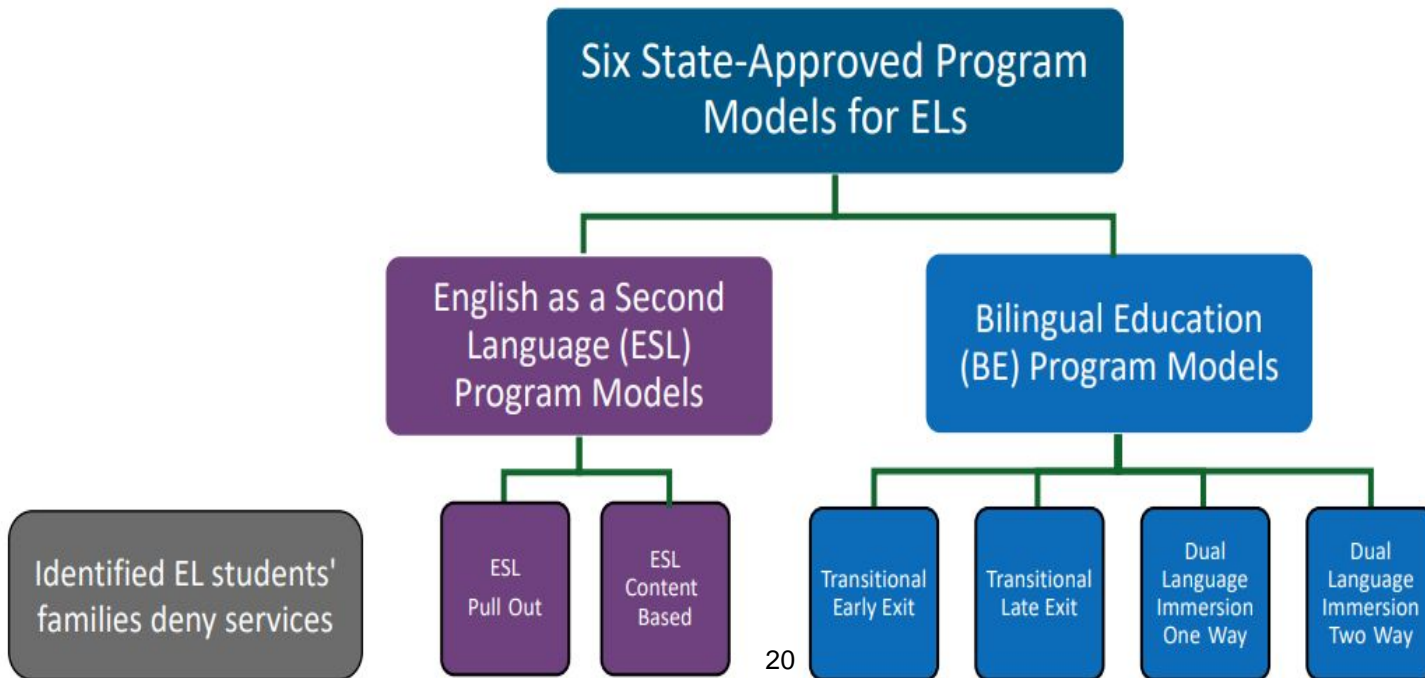 Six State-Approved Program
Models for ELs
English as a Second
Language (ESL)
Program Models
Bilingual Education
(BE) Program Models
Identified EL students'
families deny services
ESL
Pull Out
ESL
Content
Based
Transitional
Early Exit
Transitional
Late Exit
Dual
Language
Immersion
One Way
Dual
Language
Immersion
Two Way
20